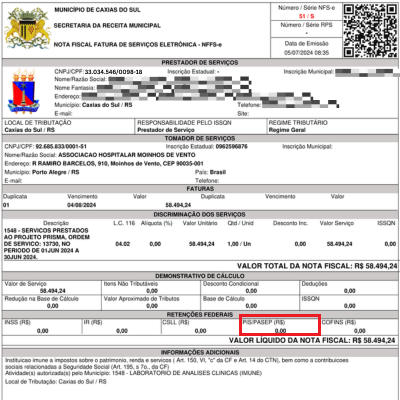 MUNICÍPIO DE CAXIAS DO SUL
SECRETARIA DA RECEITA MUNICIPAL
NOTA FISCAL FATURA DE SERVIÇOS ELETRÔNICA - NFFS-e
Número / Série NFS-e
51 / S
Número / Série RPS
-
Data de Emissão
05/07/2024 08:35
PRESTADOR DE SERVIÇOS
CNPJ/CPF: 33.034.546/0098-18 Inscrição Estadual: - Inscrição Municipal:
Nome/Razão Social:
Nome Fantasia:
Endereço:
Município: Caxias do Sul / RS Telefone:
E-mail: Site:
LOCAL DE TRIBUTAÇÃO RESPONSABILIDADE PELO ISSQN REGIME TRIBUTÁRIO
Caxias do Sul / RS Prestador de Serviço Regime Geral
TOMADOR DE SERVIÇOS
CNPJ/CPF: 92.685.833/0001-51 Inscrição Estadual: 0962596876
Nome/Razão Social: ASSOCIACAO HOSPITALAR MOINHOS DE VENTO
Endereço: R RAMIRO BARCELOS, 910, Moinhos de Vento, CEP 90035-001
Município: Porto Alegre / RS País: Brasil
E-mail: Telefone:
FATURAS
Duplicata Vencimento Valor Duplicata Vencimento Valor
01 04/08/2024 58.494,24
DISCRIMINAÇÃO DOS SERVIÇOS
Descrição L.C. 116 Alíquota (%) Valor Unitário Qtd / Unid Desconto Inc. Valor Serviço ISSQN
1548 - SERVIÇOS PRESTADOS
AO PROJETO PRISMA, ORDEM
DE SERVICO: 13730, NO
PERIODO DE 01JUN 2024 A
30JUN 2024.
04.02 0,00 58.494,24 1,00 / Un 0,00 58.494,24 0,00
VALOR TOTAL DA NOTA FISCAL: R$ 58.494,24
DEMONSTRATIVO DE CÁLCULO
Valor do Serviço Itens Não Tributáveis Desconto Condicional Deduções
58.494,24 0,00 0,00 0,00
Redução na Base de Cálculo Valor Aproximado de Tributos Base de Cálculo ISSQN
0,00 0,00 0,00 0,00
RETENÇÕES FEDERAIS
INSS (R$) IR (R$) CSLL (R$) PIS/PASEP (R$) COFINS (R$)
0,00 0,00 0,00 0,00 0,00
VALOR LÍQUIDO DA NOTA FISCAL: R$ 58.494,24
INFORMAÇÕES ADICIONAIS
Instituicao imune a impostos sobre o patrimonio, renda e servicos ( Art. 150, VI, "c" da CF e Art. 14 do CTN), bem como a contribuicoes
sociais relacionadas a Seguridade Social (Art. 195, s 7o., da CF)
Atividade(s) autorizada(s) pelo Município: 1548 - LABORATORIO DE ANALISES CLINICAS (IMUNE)
Local de Tributação: Caxias do Sul / RS